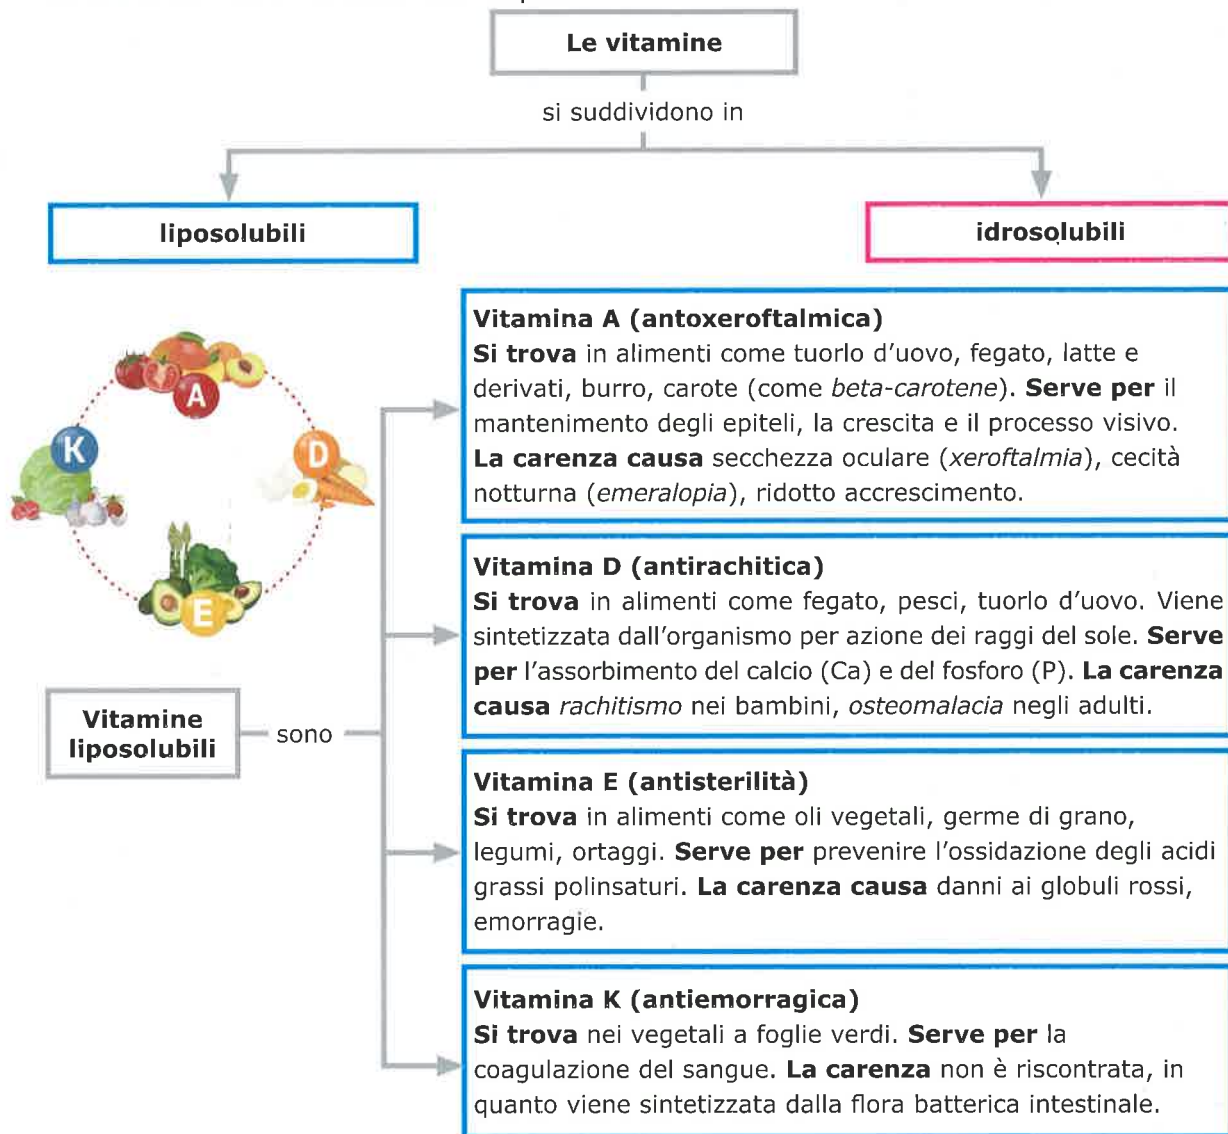 Le vitamine
si suddividono in
liposolubili
idrosolubili
A
K
D
E
Vitamine
liposolubili
sono
Vitamina A (antoxeroftalmica)
Si trova in alimenti come tuorlo d'uovo, fegato, latte e
derivati, burro, carote (come beta-carotene). Serve per il
mantenimento degli epiteli, la crescita e il processo visivo.
La carenza causa secchezza oculare (xeroftalmia), cecità
notturna (emeralopia), ridotto accrescimento.
Vitamina D (antirachitica)
Si trova in alimenti come fegato, pesci, tuorlo d'uovo. Viene
sintetizzata dall'organismo per azione dei raggi del sole. Serve
per l'assorbimento del calcio (Ca) e del fosforo (P). La carenza
causa rachitismo nei bambini, osteomalacia negli adulti.
Vitamina E (antisterilità)
Si trova in alimenti come oli vegetali, germe di grano,
legumi, ortaggi. Serve per prevenire l'ossidazione degli acidi
grassi polinsaturi. La carenza causa danni ai globuli rossi,
emorragie.
Vitamina K (antiemorragica)
Si trova nei vegetali a foglie verdi. Serve per la
coagulazione del sangue. La carenza non è riscontrata, in
quanto viene sintetizzata dalla flora batterica intestinale.